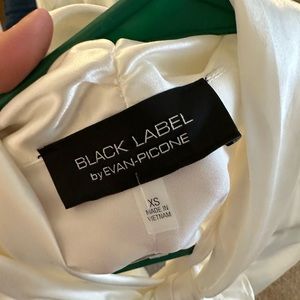 BLACK LABEL
by EVAN-PICONE
XS
MADE IN
VIETNAM